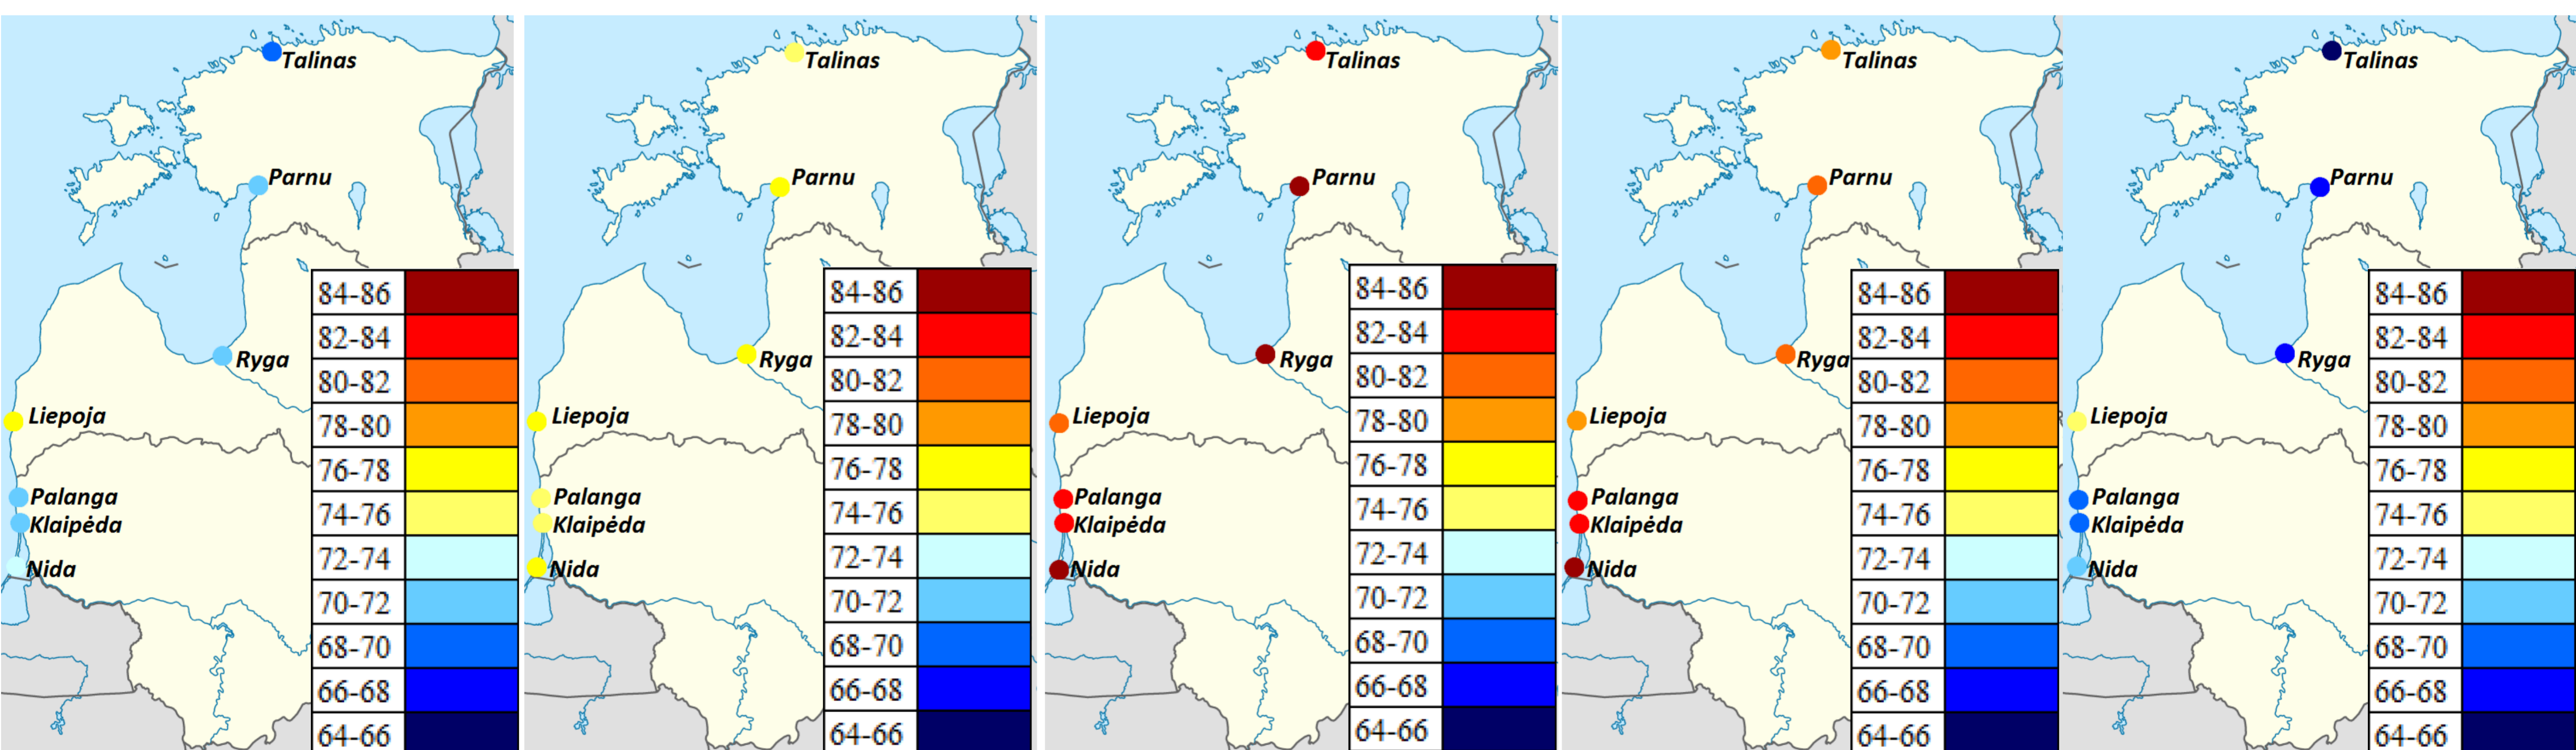 Talinas
Parnu
Ryga
Liepoja
Palanga
Klaipėda
Nida
84-86
82-84
80-82
78-80
76-78
74-76
72-74
70-72
68-70
66-68
64-66
Talinas
Parnu
Ryga
Liepoja
Palanga
Klaipėda
Nida
84-86
82-84
80-82
78-80
76-78
74-76
72-74
70-72
68-70
66-68
64-66
Talinas
Parnu
Ryga
Liepoja
Palanga
Klaipėda
Nida
84-86
82-84
80-82
78-80
76-78
74-76
72-74
70-72
68-70
66-68
64-66
Talinas
Parnu
Ryga
Liepoja
Palanga
Klaipėda
Nida
84-86
82-84
80-82
78-80
76-78
74-76
72-74
70-72
68-70
66-68
64-66
Talinas
Parnu
Ryga
Liepoja
Palanga
Klaipėda
Nida
84-86
82-84
80-82
78-80
76-78
74-76
72-74
70-72
68-70
66-68
64-66